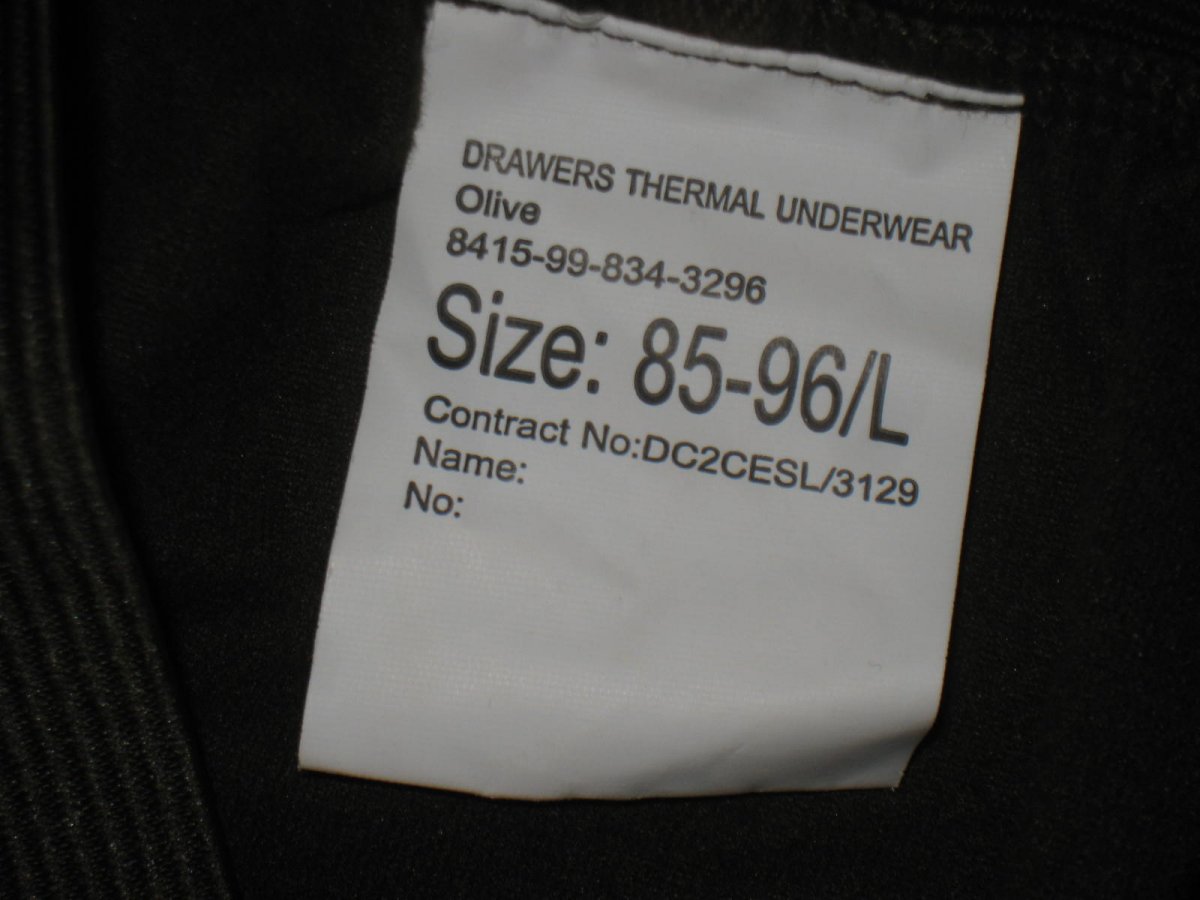 DRAWERS THERMAL UNDERWEAR
Olive
8415-99-834-3296
Size: 85-96/L
Contract No:DC2CESL/3129
Name:
No: